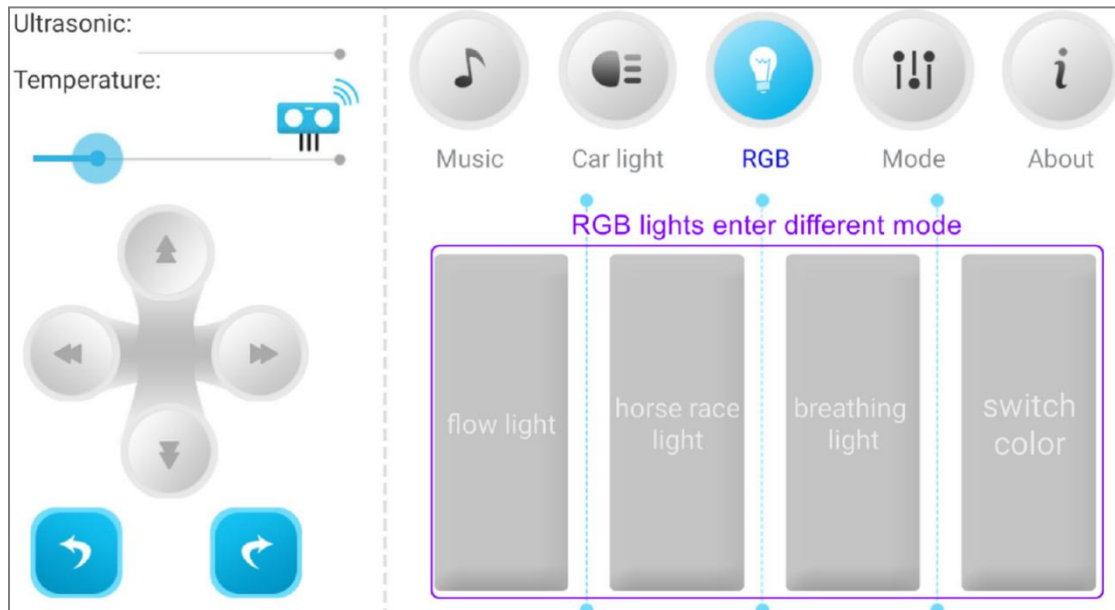 Ultrasonic:
Temperature:
Music
Car light
RGB
Mode
About
RGB lights enter different mode
flow light
horse race
light
breathing
light
switch
color